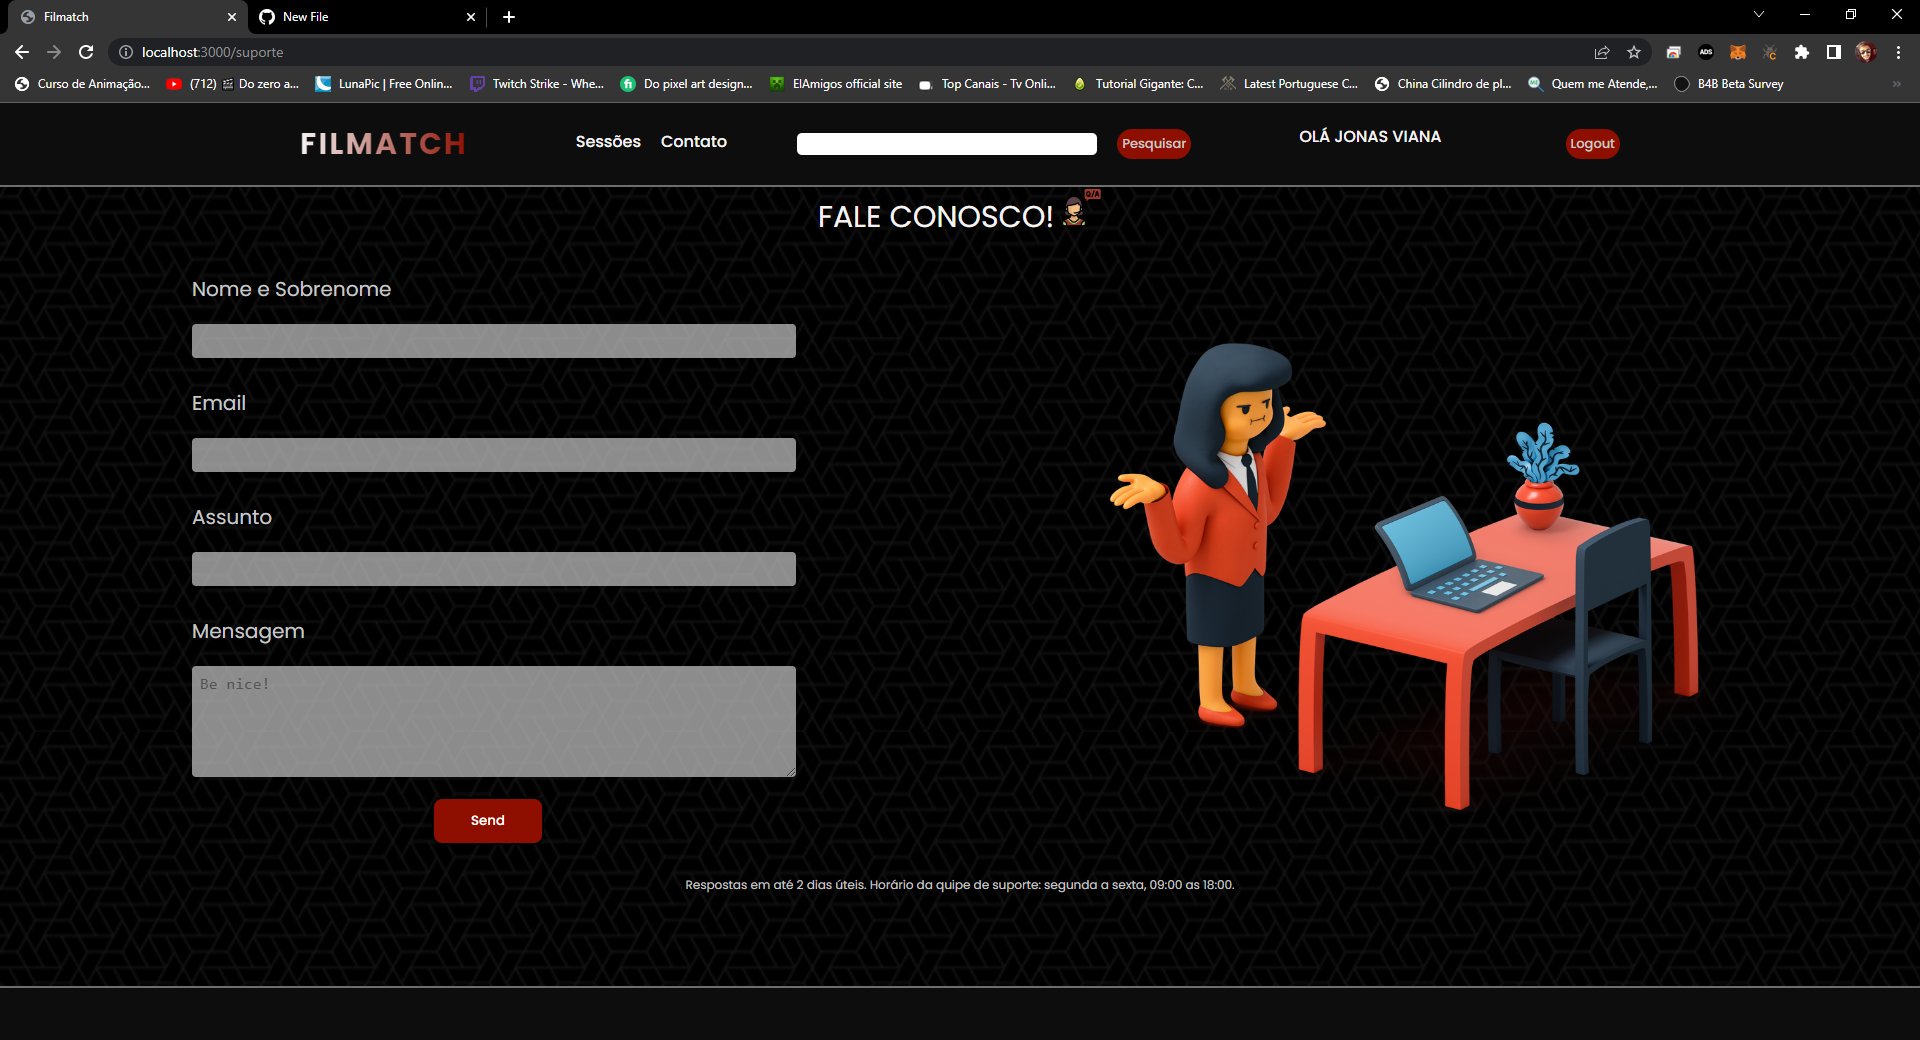 Filmatch
New File
localhost:3000/suporte
Curso de Animação...
(712) Do zero a...
LunaPic | Free Onlin...
Twitch Strike - Whe...
Do pixel art design...
ElAmigos official site
Top Canais - Tv Onli...
Tutorial Gigante: C...
Latest Portuguese C...
China Cilindro de pl...
Quem me Atende,...
B4B Beta Survey
FILMATCH
Sessões
Contato
Pesquisar
OLÁ JONAS VIANA
Logout
FALE CONOSCO!
Q/A
Nome e Sobrenome
Email
Assunto
Mensagem
Be nice!
Send
Respostas em até 2 dias úteis. Horário da quipe de suporte: segunda a sexta, 09:00 as 18:00.